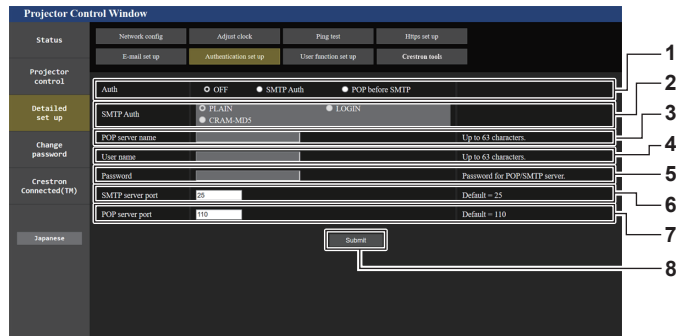 Projector Control Window
Status
Network config
Adjust clock
Ping test
Https set up
E-mail set up
Authentication set up
User function set up
Crestron tools
Projector
control
Detailed
set up
Change
password
Crestron
Connected(TM)
Japanese
Auth
OFF
SMTP Auth
POP before SMTP
1
SMTP Auth
PLAIN
LOGIN
CRAM-MD5
2
POP server name
Up to 63 characters.
3
User name
Up to 63 characters.
4
Password
Password for POP/SMTP server.
5
SMTP server port
25
Default = 25
6
POP server port
110
Default = 110
7
Submit
8